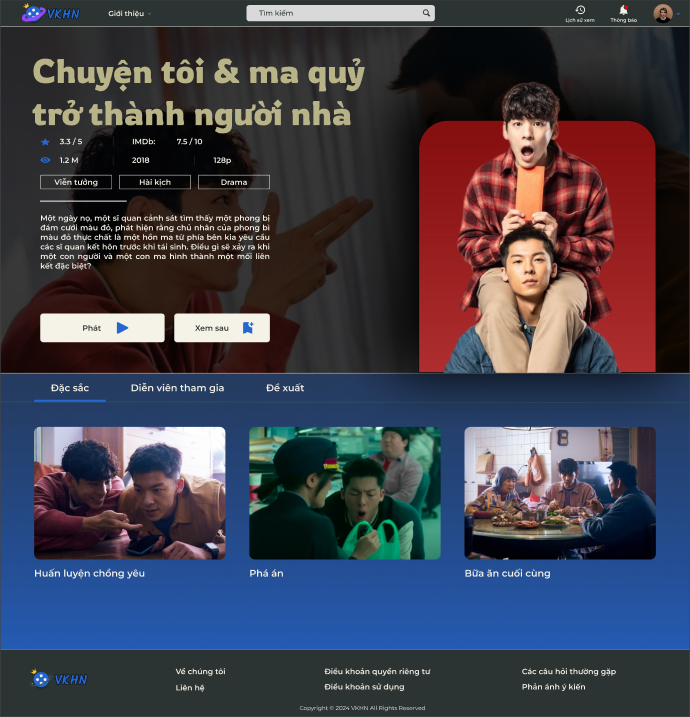 VKHN
Giới thiệu
Tìm kiếm
Lịch sử xem
Thông báo
Chuyện tôi & ma quỷ
trở thành người nhà
3.3 / 5
IMDb:
7.5 / 10
1.2 M
2018
128p
Viễn tưởng
Hài kịch
Drama
Một ngày nọ, một sĩ quan cảnh sát tìm thấy một phong bị
đám cưới màu đỏ, phát hiện rằng chủ nhân của phong bì
màu đỏ thực chất là một hồn ma từ phía bên kia yêu cầu
các sĩ quan kết hôn trước khi tái sinh. Điều gì sẽ xảy ra khi
một con người và một con ma hình thành một mối liên
kết đặc biệt?
Phát
Xem sau
Đặc sắc
Diễn viên tham gia
Đề xuất
Huấn luyện chồng yêu
Phá án
Bữa ăn cuối cùng
VKHN
Về chúng tôi
Liên hệ
Điều khoản quyền riêng tư
Điều khoản sử dụng
Các câu hỏi thường gặp
Phản ánh ý kiến
Copyright © 2024 VKHN All Rights Reserved